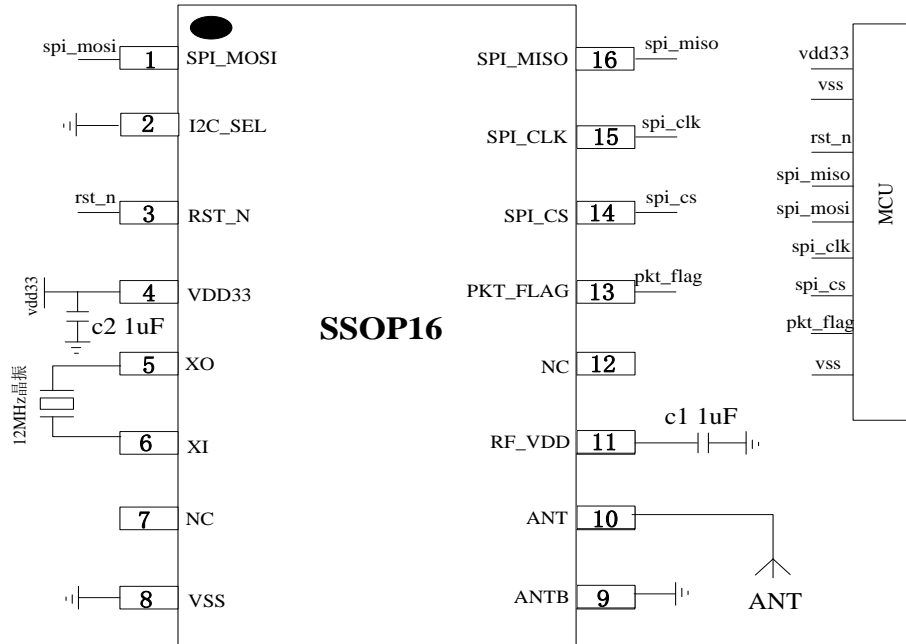 spi_mosi
1
SPI_MOSI
2
I2C_SEL
rst_n
3
RST_N
vdd33
4
VDD33
c2 1uF
12MHz晶振
5
XO
6
XI
7
NC
8
VSS
SSOP16
SPI_MISO
16
spi_miso
SPI_CLK
15
spi_clk
SPI_CS
14
spi_cs
PKT_FLAG
13
pkt_flag
NC
12
RF_VDD
11
c1 1uF
ANT
10
ANTB
9
ANT
vdd33
vss
rst_n
spi_miso
spi_mosi
spi_clk
spi_cs
pkt_flag
vss
MCU